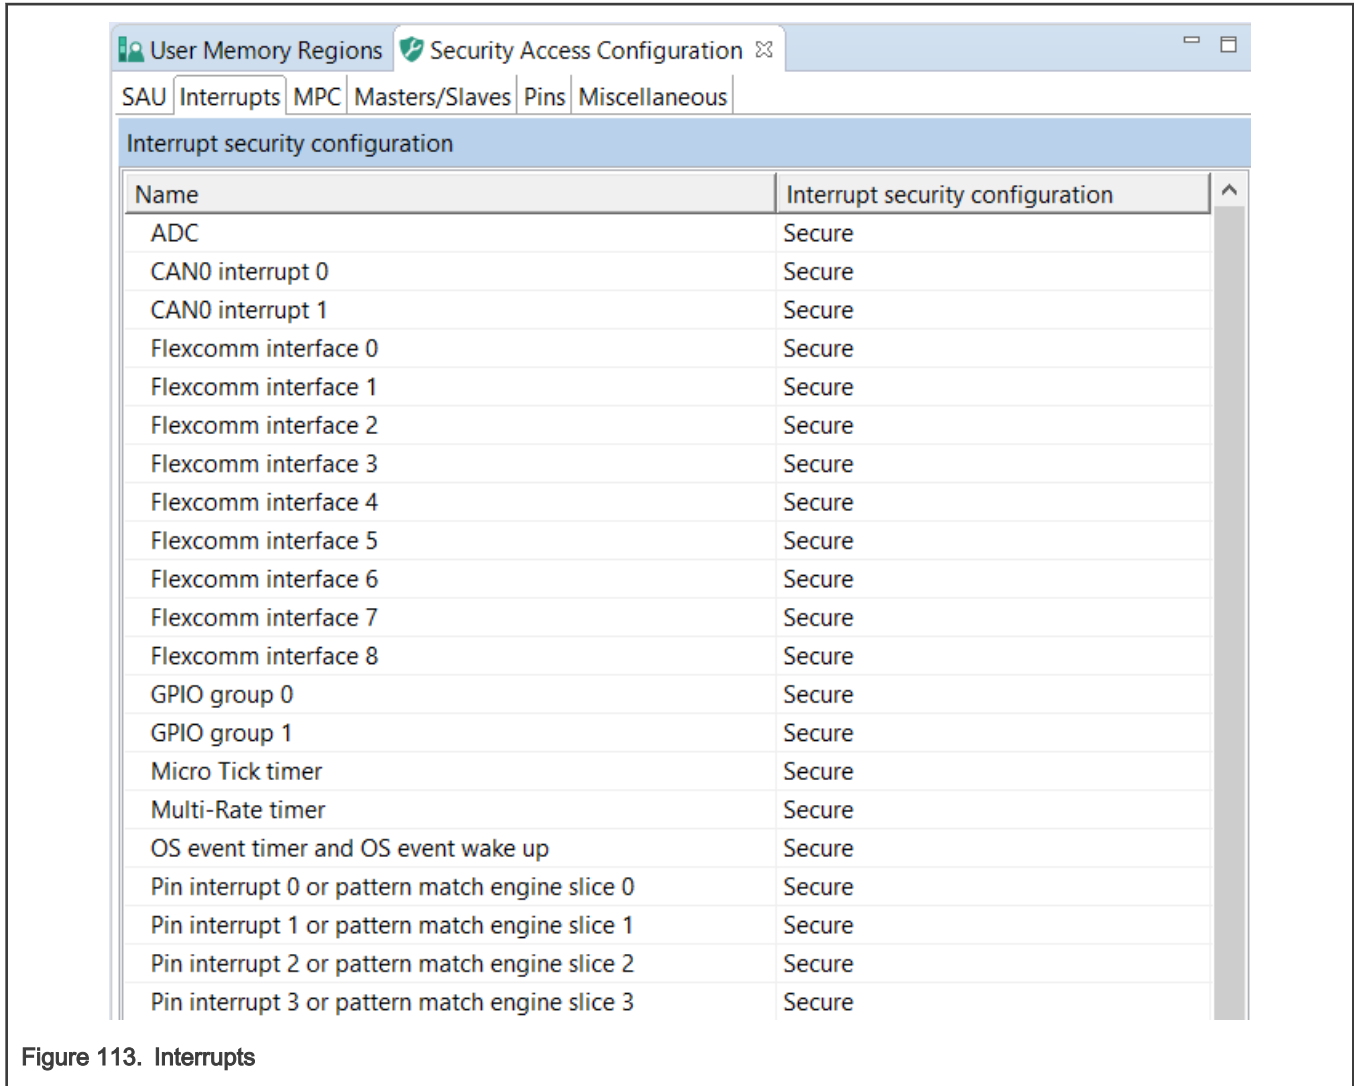 User Memory Regions Security Access Configuration
SAU Interrupts MPC Masters/Slaves Pins Miscellaneous
Interrupt security configuration
Name Interrupt security configuration
ADC Secure
CAN0 interrupt 0 Secure
CAN0 interrupt 1 Secure
Flexcomm interface 0 Secure
Flexcomm interface 1 Secure
Flexcomm interface 2 Secure
Flexcomm interface 3 Secure
Flexcomm interface 4 Secure
Flexcomm interface 5 Secure
Flexcomm interface 6 Secure
Flexcomm interface 7 Secure
Flexcomm interface 8 Secure
GPIO group 0 Secure
GPIO group 1 Secure
Micro Tick timer Secure
Multi-Rate timer Secure
OS event timer and OS event wake up Secure
Pin interrupt 0 or pattern match engine slice 0 Secure
Pin interrupt 1 or pattern match engine slice 1 Secure
Pin interrupt 2 or pattern match engine slice 2 Secure
Pin interrupt 3 or pattern match engine slice 3 Secure
Figure 113. Interrupts